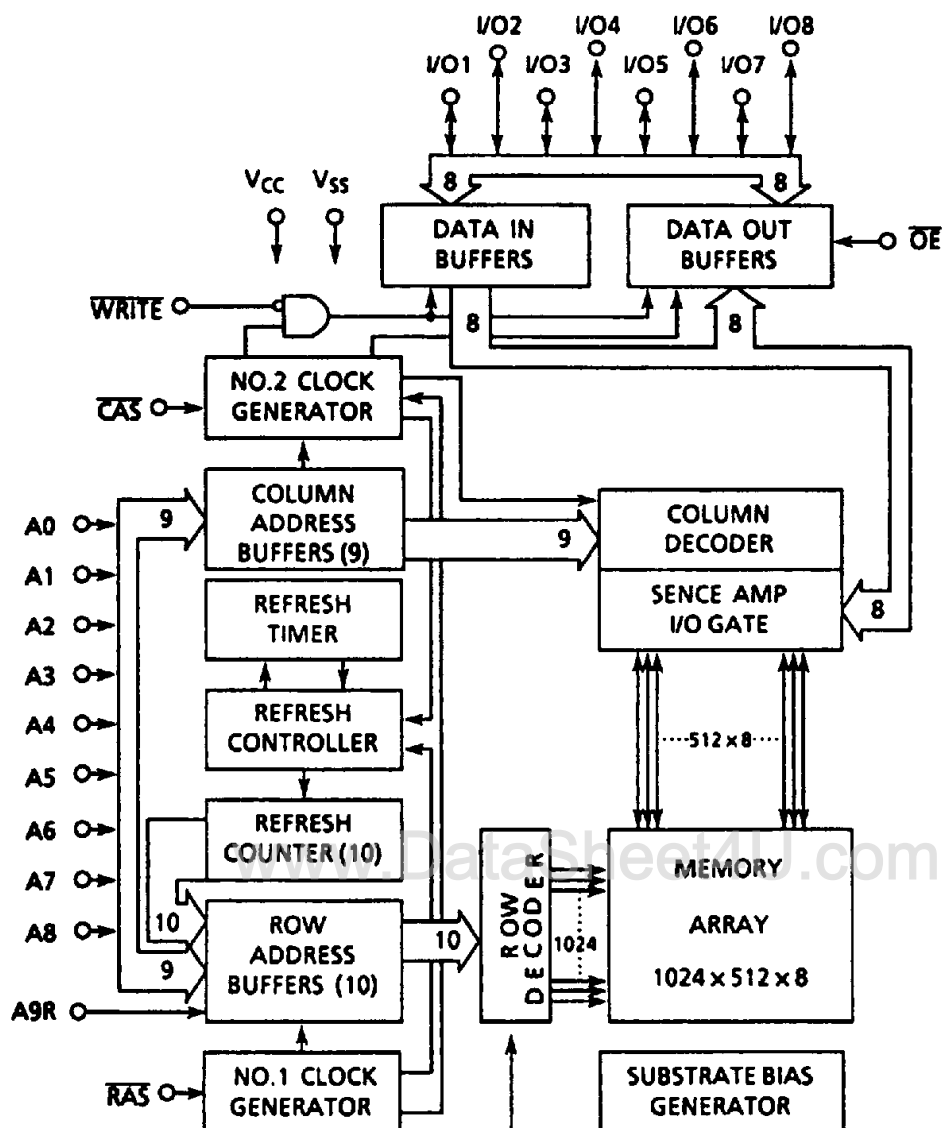 I/O2 I/O4 I/O6 I/O8
I/O1 I/O3 I/O5 I/O7
VCC VSS
8 8
DATA IN
BUFFERS
DATA OUT
BUFFERS
OE
WRITE
8 8
NO.2 CLOCK
GENERATOR
CAS
COLUMN
ADDRESS
BUFFERS (9)
9
9
COLUMN
DECODER
SENCE AMP
I/O GATE
8
A0
A1
A2
A3
A4
A5
A6
A7
A8
A9R
REFRESH
TIMER
REFRESH
CONTROLLER
512 x 8
REFRESH
COUNTER (10)
www.DataSheet4U.com
10
9
ROW
ADDRESS
BUFFERS (10)
10
ROW
DECODER
1024
MEMORY
ARRAY
1024 x 512 x 8
RAS
NO.1 CLOCK
GENERATOR
SUBSTRATE BIAS
GENERATOR